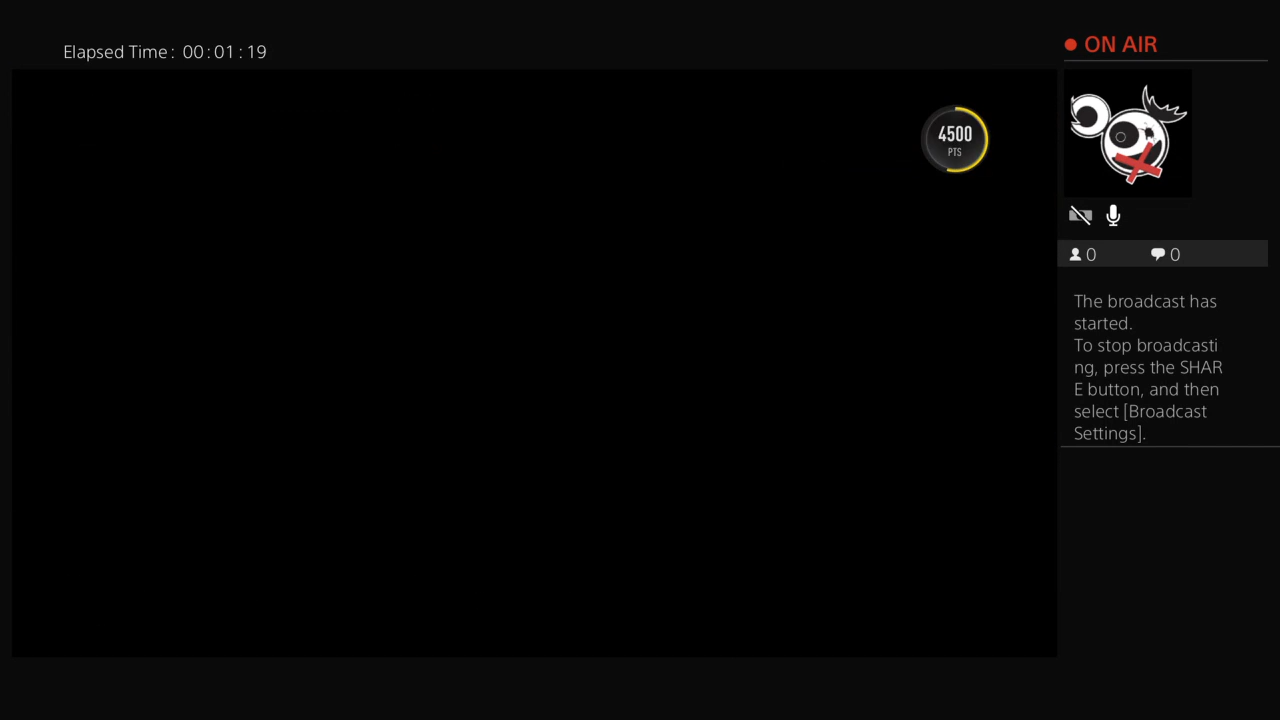 Elapsed Time: 00:01:19
ON AIR
4500
PTS
0 0
The broadcast has
started.
To stop broadcasti
ng, press the SHAR
E button, and then
select [Broadcast
Settings].